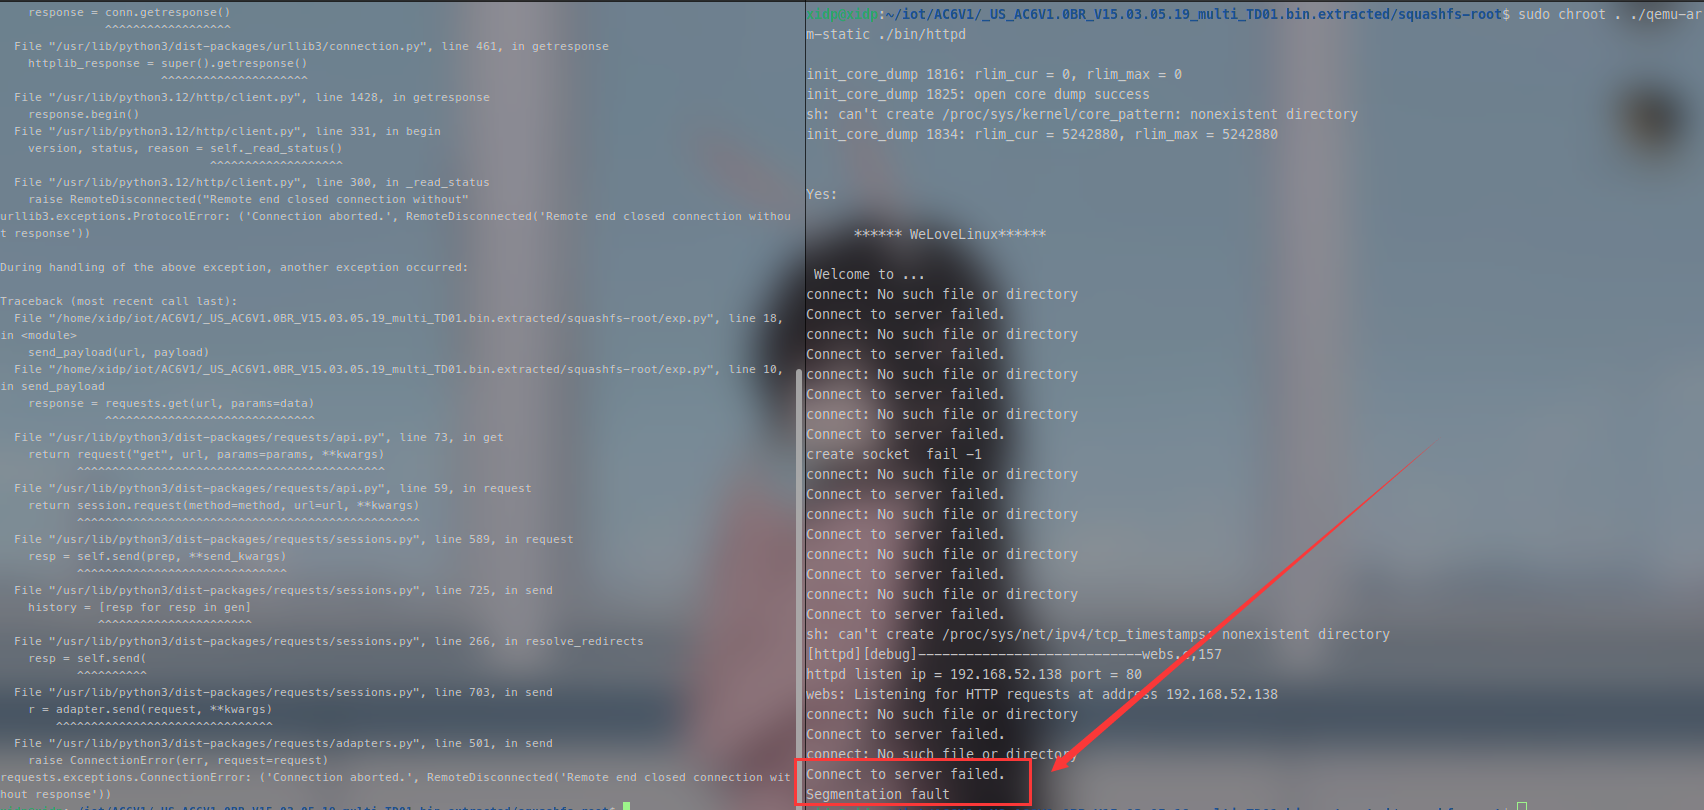 response = conn.getresponse()
^^^^^^^^^^^^^^^^^^
File "/usr/lib/python3/dist-packages/urllib3/connection.py", line 461, in getresponse
httplib_response = super().getresponse()
^^^^^^^^^^^^^^^^^^^^^
File "/usr/lib/python3.12/http/client.py", line 1428, in getresponse
response.begin()
File "/usr/lib/python3.12/http/client.py", line 331, in begin
version, status, reason = self._read_status()
^^^^^^^^^^^^^^^^^^^
File "/usr/lib/python3.12/http/client.py", line 300, in _read_status
raise RemoteDisconnected("Remote end closed connection without"
urllib3.exceptions.ProtocolError: ('Connection aborted.', RemoteDisconnected('Remote end closed connection withou
t response'))
During handling of the above exception, another exception occurred:
Traceback (most recent call last):
File "/home/xidp/iot/AC6V1/_US_AC6V1.0BR_V15.03.05.19_multi_TD01.bin.extracted/squashfs-root/exp.py", line 18,
in <module>
send_payload(url, payload)
File "/home/xidp/iot/AC6V1/_US_AC6V1.0BR_V15.03.05.19_multi_TD01.bin.extracted/squashfs-root/exp.py", line 10,
in send_payload
response = requests.get(url, params=data)
^^^^^^^^^^^^^^^^^^^^^^^^^^^^^^
File "/usr/lib/python3/dist-packages/requests/api.py", line 73, in get
return request("get", url, params=params, **kwargs)
^^^^^^^^^^^^^^^^^^^^^^^^^^^^^^^^^^^^^^^^^^^^
File "/usr/lib/python3/dist-packages/requests/api.py", line 59, in request
return session.request(method=method, url=url, **kwargs)
^^^^^^^^^^^^^^^^^^^^^^^^^^^^^^^^^^^^^^^^^^^^^^^^^
File "/usr/lib/python3/dist-packages/requests/sessions.py", line 589, in request
resp = self.send(prep, **send_kwargs)
^^^^^^^^^^^^^^^^^^^^^^^^^^^^^^
File "/usr/lib/python3/dist-packages/requests/sessions.py", line 725, in send
history = [resp for resp in gen]
^^^^^^^^^^^^^^^^^^^^^^
File "/usr/lib/python3/dist-packages/requests/sessions.py", line 266, in resolve_redirects
resp = self.send(
^^^^^^^^^^
File "/usr/lib/python3/dist-packages/requests/sessions.py", line 703, in send
r = adapter.send(request, **kwargs)
^^^^^^^^^^^^^^^^^^^^^^^^^^^^^^^
File "/usr/lib/python3/dist-packages/requests/adapters.py", line 501, in send
raise ConnectionError(err, request=request)
requests.exceptions.ConnectionError: ('Connection aborted.', RemoteDisconnected('Remote end closed connection wit
hout response'))
:~/iot/AC6V1/_US_AC6V1.0BR_V15.03.05.19_multi_TD01.bin.extracted/squashfs-root$ sudo chroot . ./qemu-ar
m-static ./bin/httpd
init_core_dump 1816: rlim_cur = 0, rlim_max = 0
init_core_dump 1825: open core dump success
sh: can't create /proc/sys/kernel/core_pattern: nonexistent directory
init_core_dump 1834: rlim_cur = 5242880, rlim_max = 5242880
Yes:
****** WeLoveLinux******
Welcome to ...
connect: No such file or directory
Connect to server failed.
connect: No such file or directory
Connect to server failed.
connect: No such file or directory
Connect to server failed.
connect: No such file or directory
Connect to server failed.
create socket  fail -1
connect: No such file or directory
Connect to server failed.
connect: No such file or directory
Connect to server failed.
connect: No such file or directory
Connect to server failed.
connect: No such file or directory
Connect to server failed.
sh: can't create /proc/sys/net/ipv4/tcp_timestamps: nonexistent directory
[httpd][debug]----------------------------webs.c,157
httpd listen ip = 192.168.52.138 port = 80
webs: Listening for HTTP requests at address 192.168.52.138
connect: No such file or directory
Connect to server failed.
connect: No such file or directory
Connect to server failed.
Segmentation fault